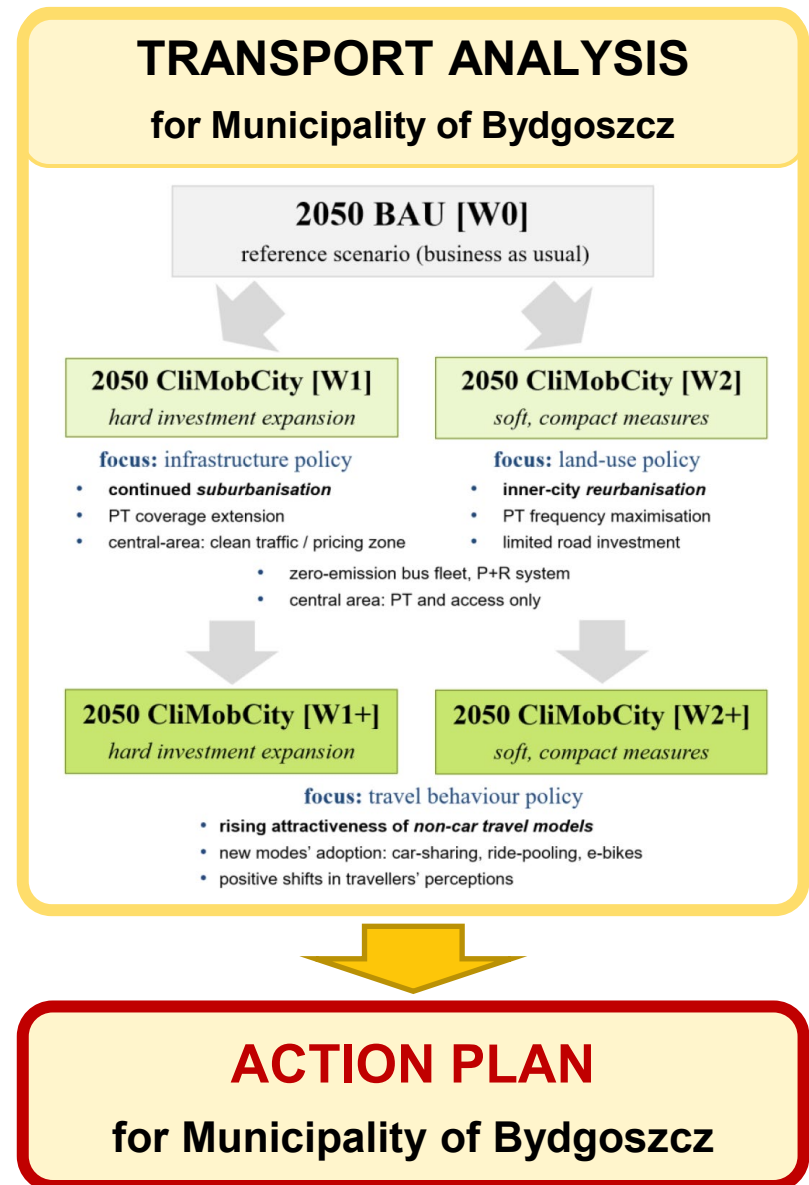 TRANSPORT ANALYSIS
for Municipality of Bydgoszcz
2050 BAU [W0]
reference scenario (business as usual)
2050 CliMobCity [W1]
hard investment expansion
focus: infrastructure policy
• continued suburbanisation
• PT coverage extension
• central-area: clean traffic / pricing zone
2050 CliMobCity [W2]
soft, compact measures
focus: land-use policy
• inner-city reurbanisation
• PT frequency maximisation
• limited road investment
• zero-emission bus fleet, P+R system
• central area: PT and access only
2050 CliMobCity [W1+]
hard investment expansion
2050 CliMobCity [W2+]
soft, compact measures
focus: travel behaviour policy
• rising attractiveness of non-car travel models
• new modes' adoption: car-sharing, ride-pooling, e-bikes
• positive shifts in travellers' perceptions
ACTION PLAN
for Municipality of Bydgoszcz